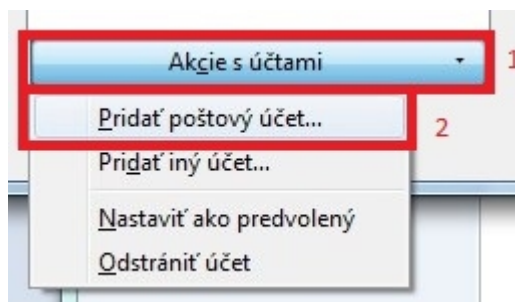 Akcie s účtami 1
Pridať poštový účet... 2
Pridať iný účet...
Nastaviť ako predvolený
Odstrániť účet